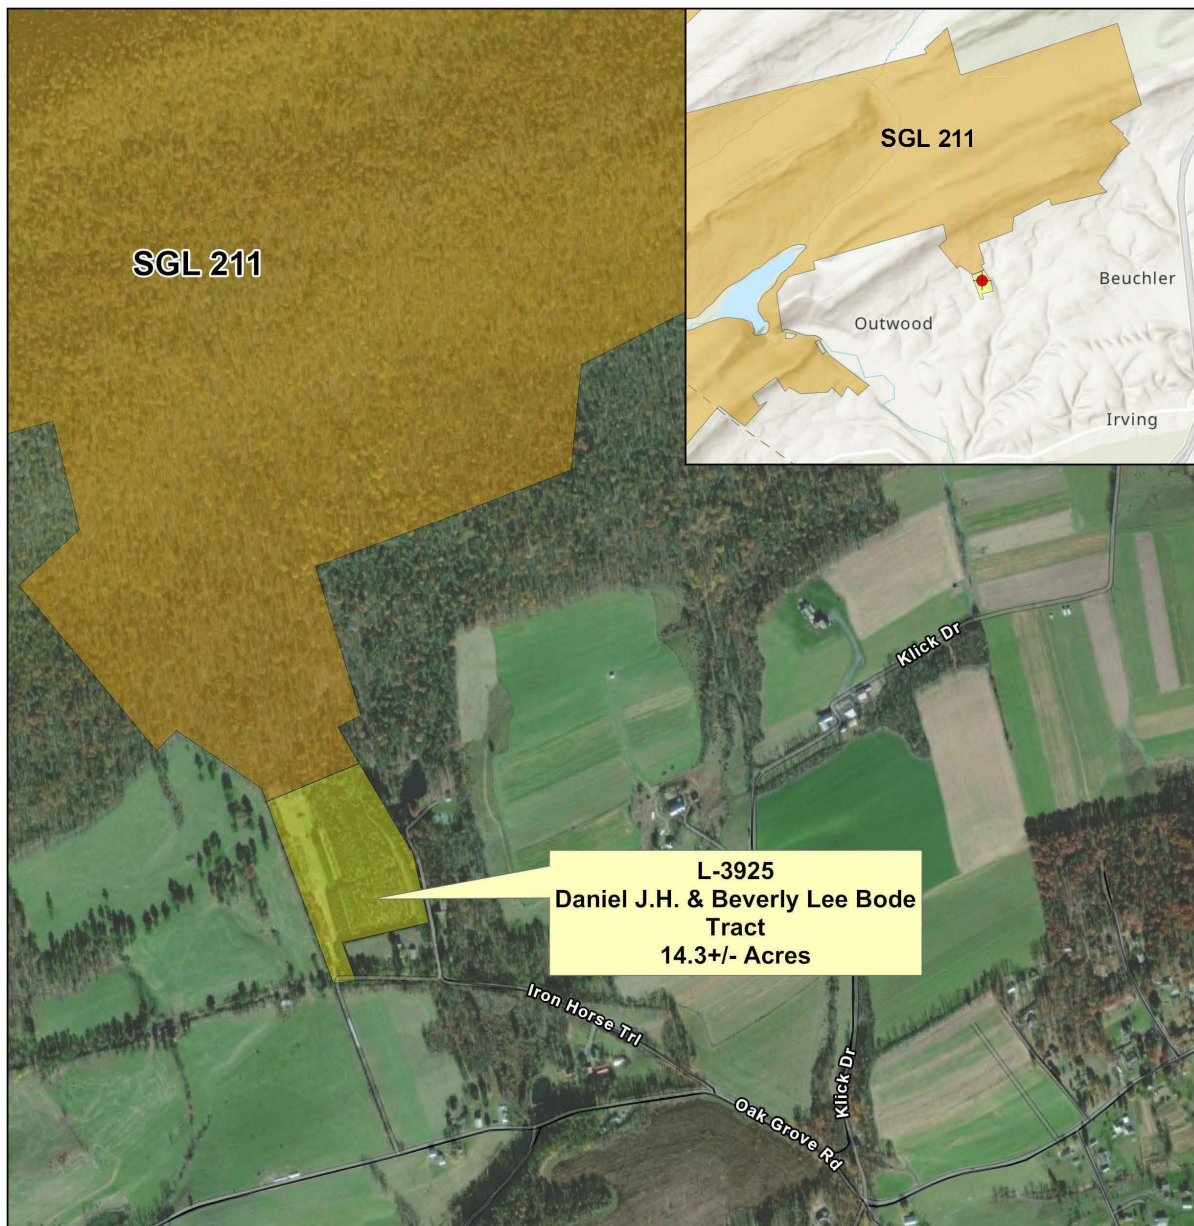 SGL 211
SGL 211
Beuchler
Outwood
Irving
Klick Dr
L-3925
Daniel J.H. & Beverly Lee Bode
Tract
14.3+/- Acres
Iron Horse Trl
Klick Dr
Oak Grove Rd